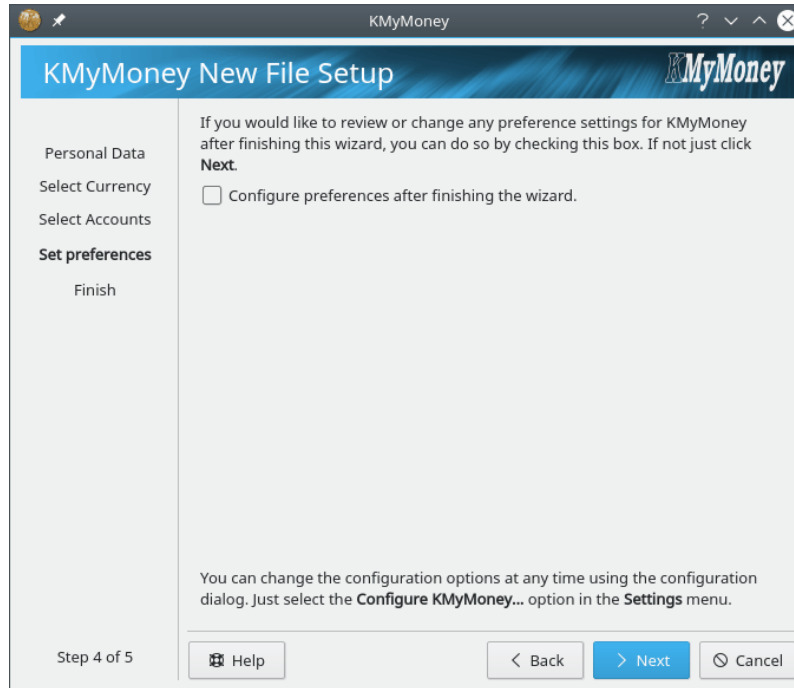 KMyMoney
KMyMoney New File Setup
KMyMoney
Personal Data
Select Currency
Select Accounts
Set preferences
Finish
If you would like to review or change any preference settings for KMyMoney
after finishing this wizard, you can do so by checking this box. If not just click
Next.
Configure preferences after finishing the wizard.
You can change the configuration options at any time using the configuration
dialog. Just select the Configure KMyMoney... option in the Settings menu.
Step 4 of 5
Help
Back
Next
Cancel